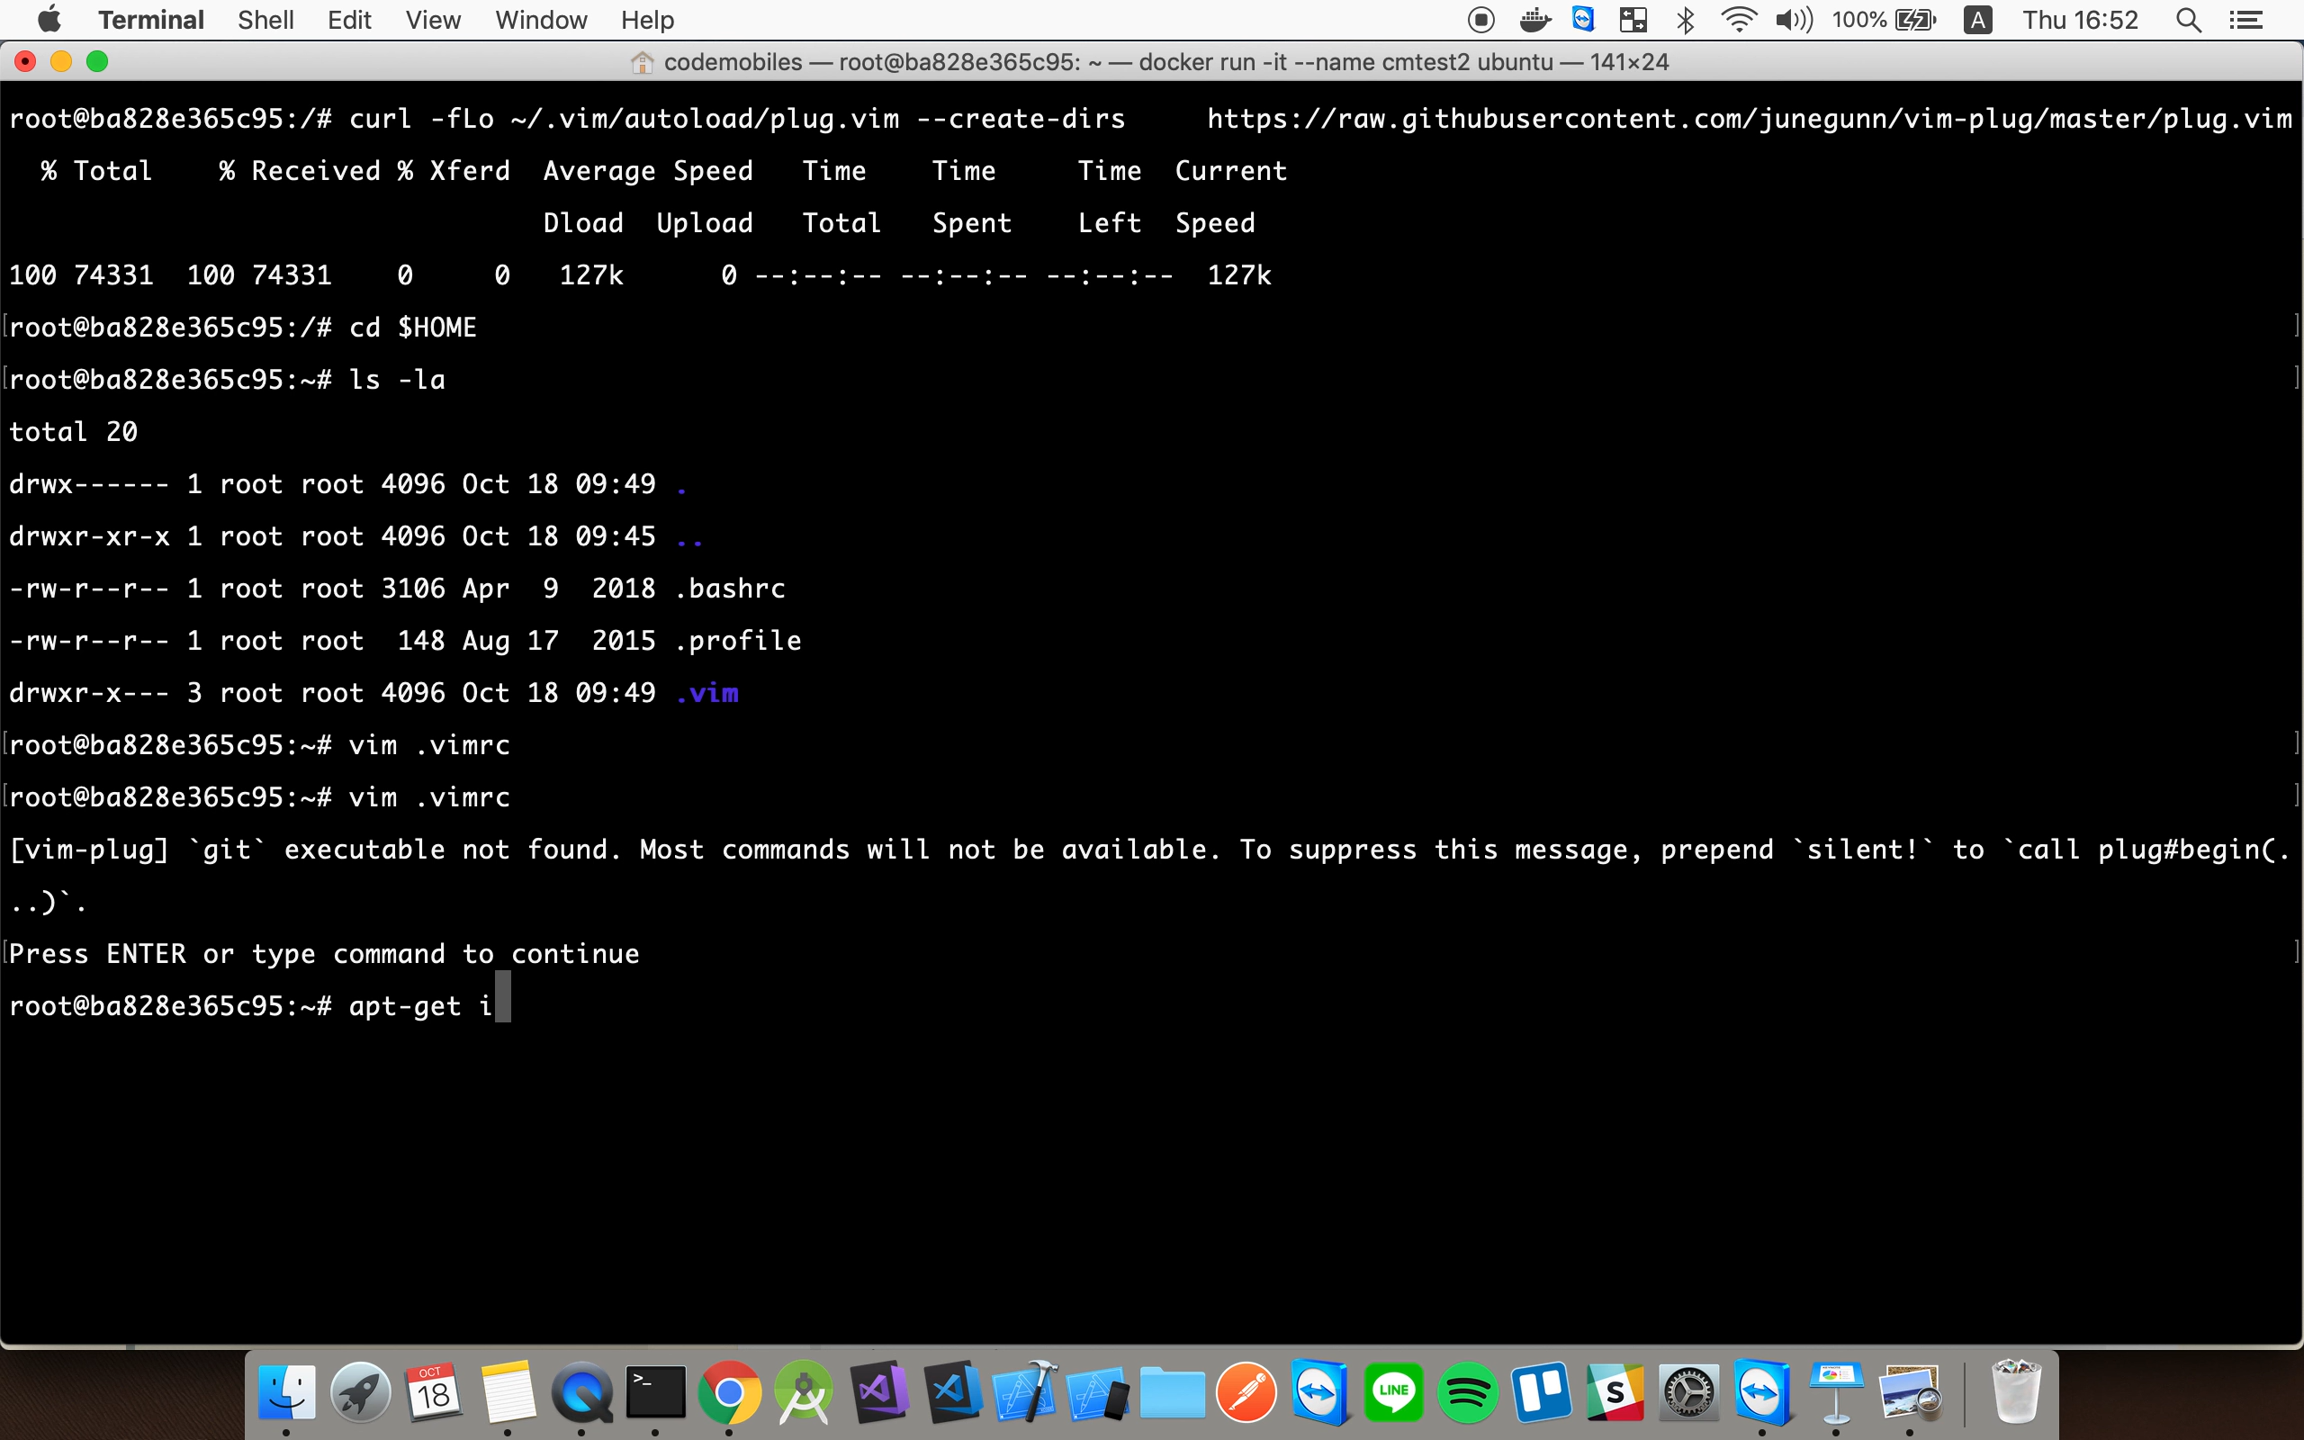 Terminal Shell Edit View Window Help 100% A Thu 16:52
codemobiles — root@ba828e365c95: ~ — docker run -it --name cmtest2 ubuntu — 141×24
root@ba828e365c95:/# curl -fLo ~/.vim/autoload/plug.vim --create-dirs     https://raw.githubusercontent.com/junegunn/vim-plug/master/plug.vim
  % Total    % Received % Xferd  Average Speed   Time    Time     Time  Current
                                 Dload  Upload   Total   Spent    Left  Speed
100 74331  100 74331    0     0   127k      0 --:--:-- --:--:-- --:--:--  127k
[root@ba828e365c95:/# cd $HOME ]
[root@ba828e365c95:~# ls -la ]
total 20
drwx------ 1 root root 4096 Oct 18 09:49 .
drwxr-xr-x 1 root root 4096 Oct 18 09:45 ..
-rw-r--r-- 1 root root 3106 Apr  9  2018 .bashrc
-rw-r--r-- 1 root root  148 Aug 17  2015 .profile
drwxr-x--- 3 root root 4096 Oct 18 09:49 .vim
[root@ba828e365c95:~# vim .vimrc ]
[root@ba828e365c95:~# vim .vimrc ]
[vim-plug] `git` executable not found. Most commands will not be available. To suppress this message, prepend `silent!` to `call plug#begin(.
..)`.
[Press ENTER or type command to continue ]
root@ba828e365c95:~# apt-get i
OCT
18
>_
LINE
S